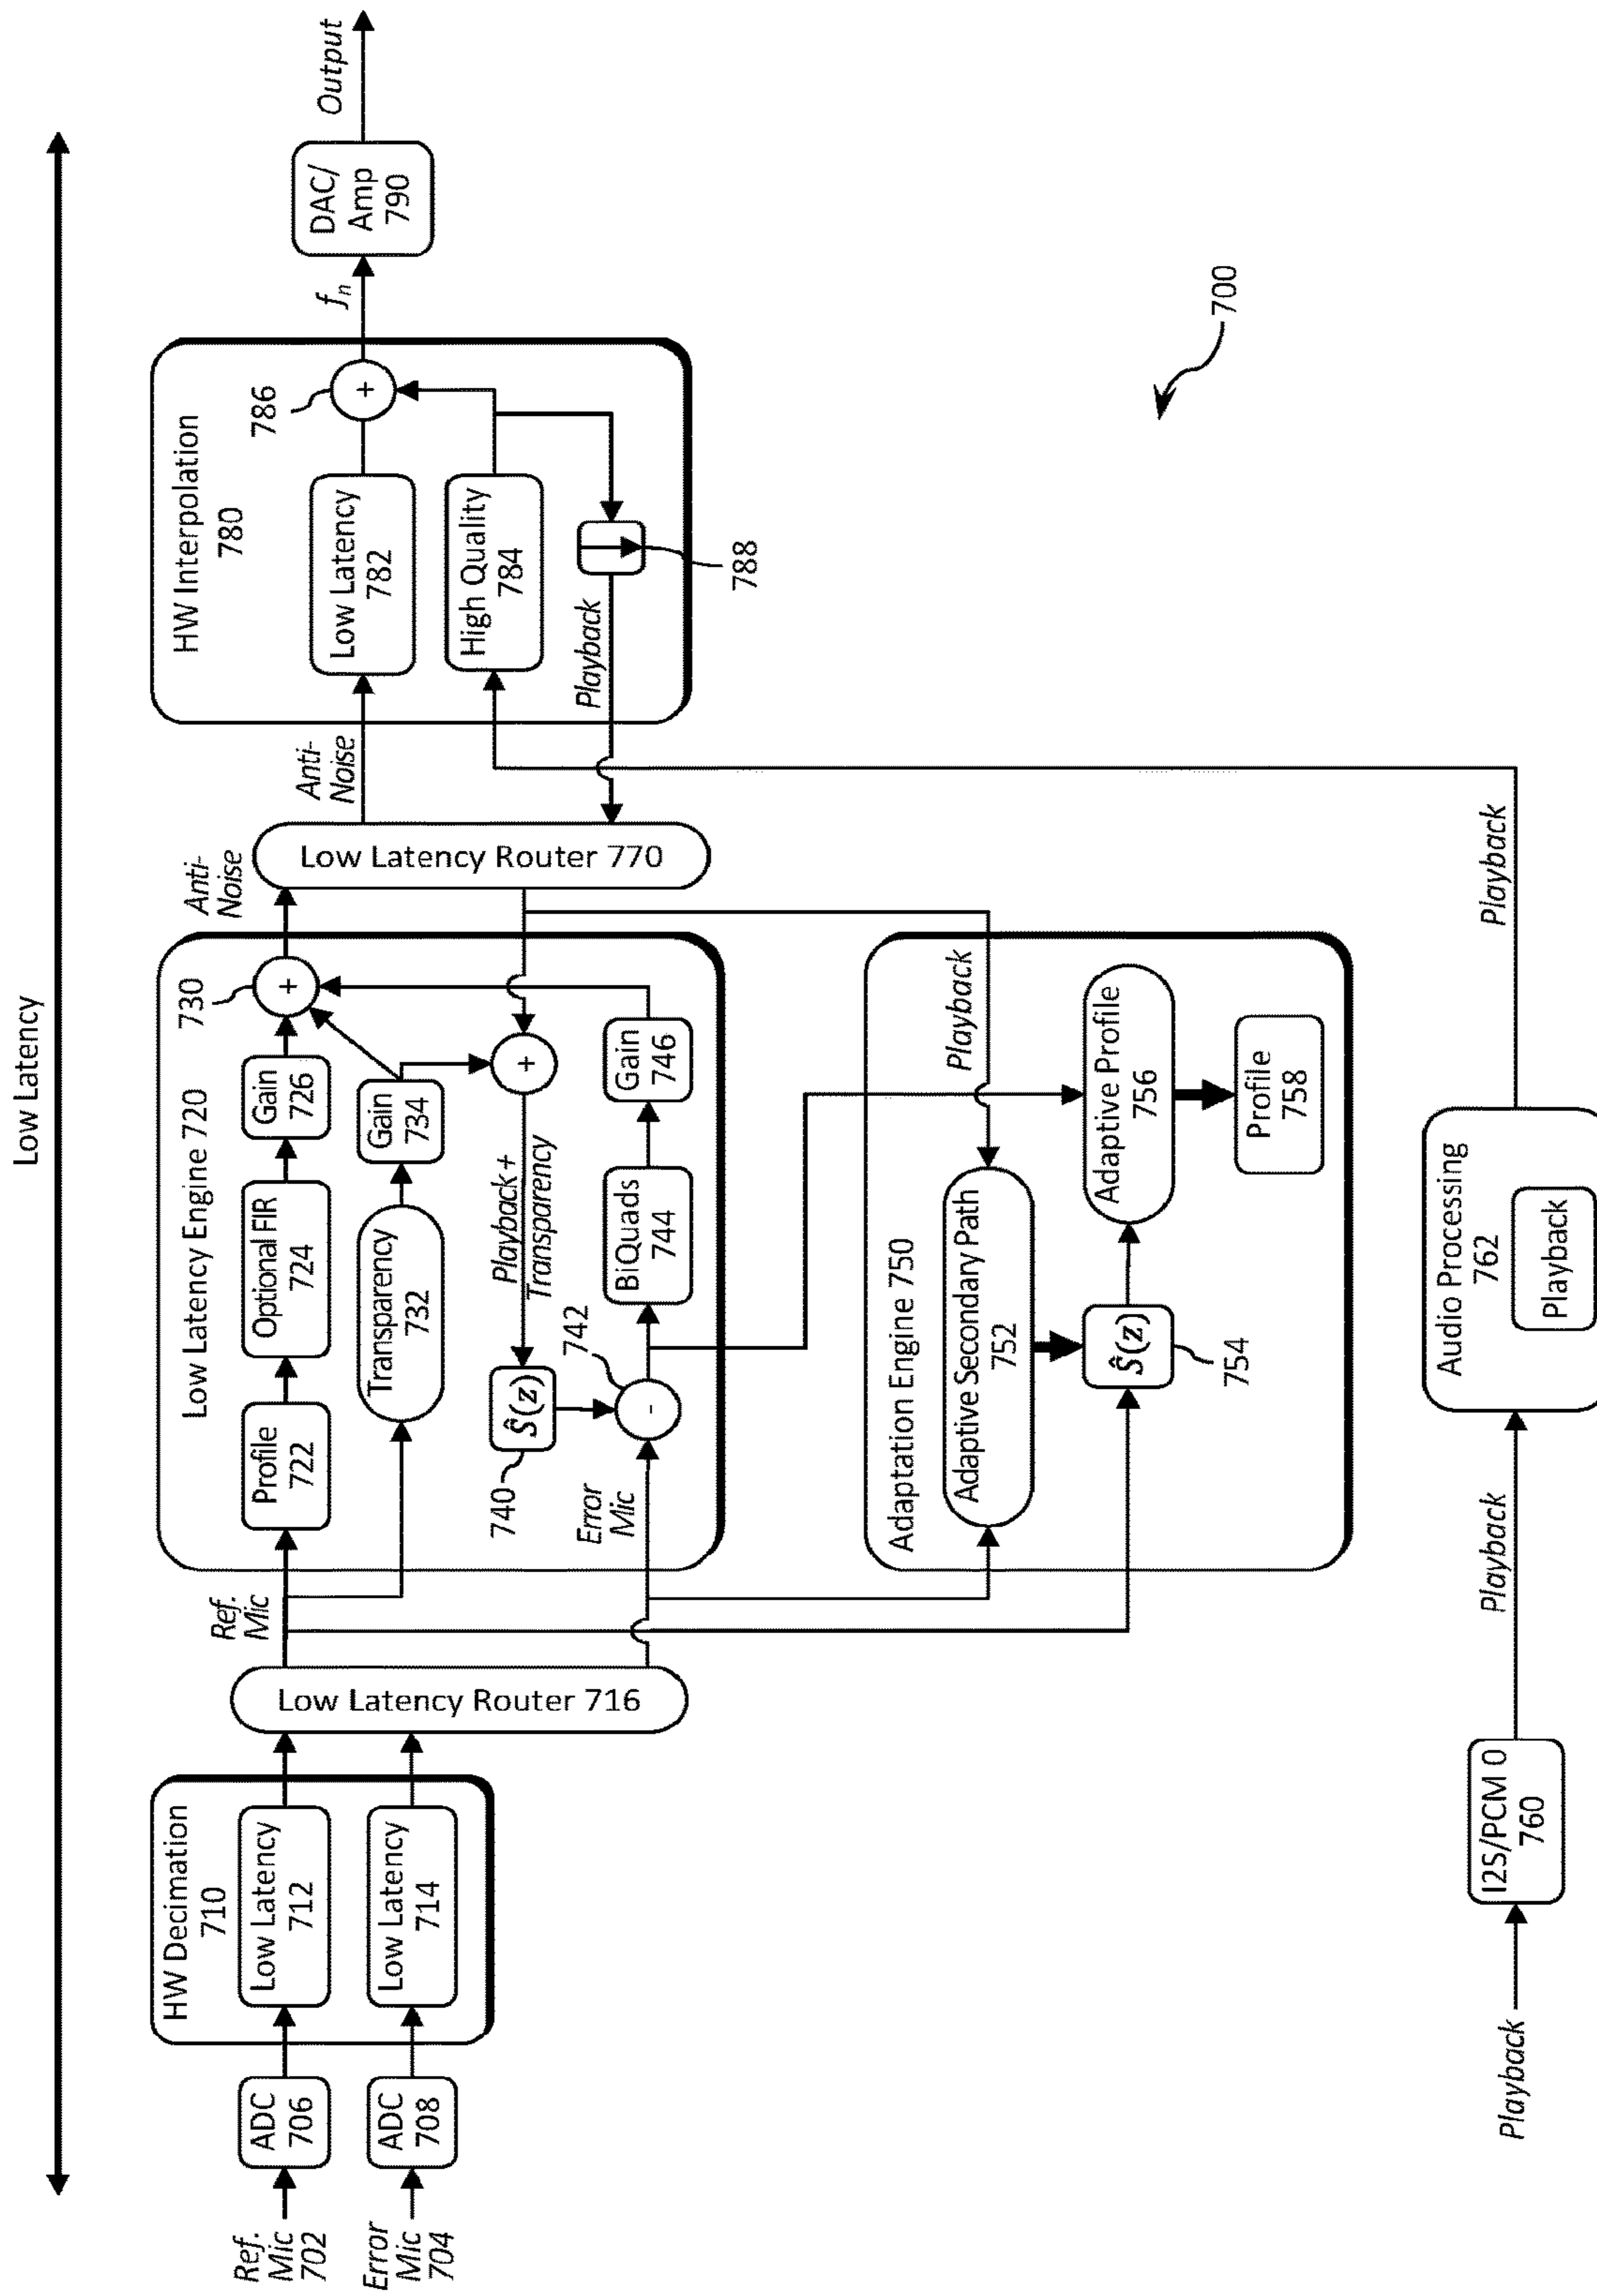 Low Latency
Ref.
Mic
702
Error
Mic
704
ADC
706
ADC
708
HW Decimation
710
Low Latency
712
Low Latency
714
Low Latency Router 716
Ref.
Mic
Error
Mic
Low Latency Engine 720
Profile
722
Optional FIR
724
Gain
726
730
+
Transparency
732
Gain
734
+
Playback +
Transparency
740
Ŝ(z)
742
-
BiQuads
744
Gain
746
Anti-
Noise
Low Latency Router 770
Anti-
Noise
HW Interpolation
780
Low Latency
782
786
+
High Quality
784
Playback
788
fn
DAC/
Amp
790
Output
Adaptation Engine 750
Playback
Adaptive Secondary Path
752
Ŝ(z)
754
Adaptive Profile
756
Profile
758
700
Playback
I2S/PCM 0
760
Playback
Audio Processing
762
Playback
Playback